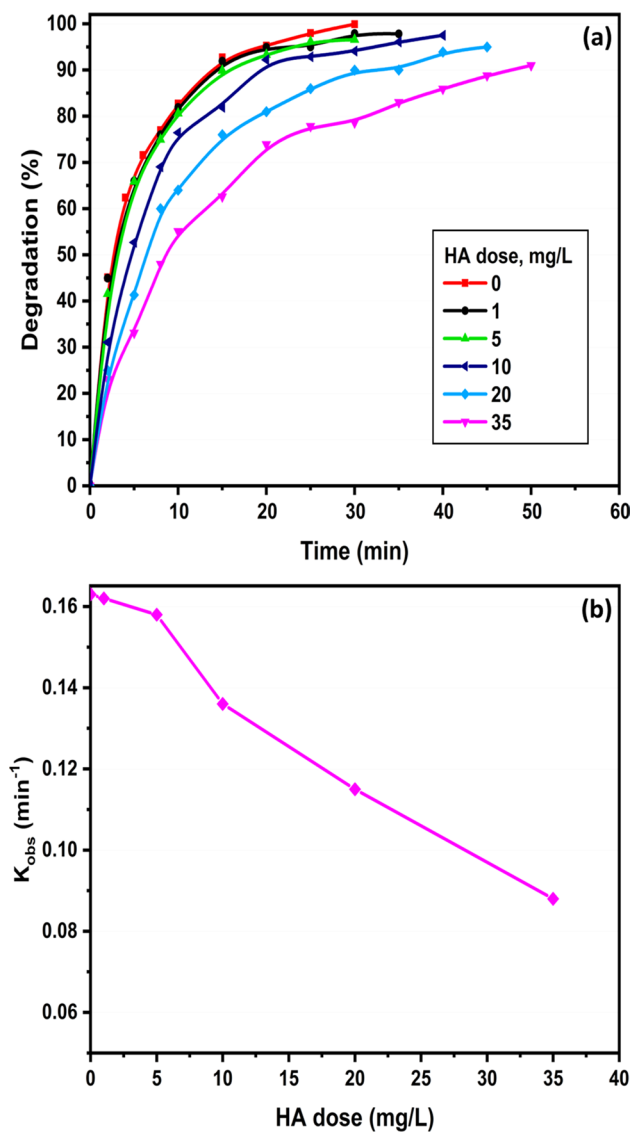 (a)
100
90
80
70
60
50
40
30
20
10
0
Degradation (%)
HA dose, mg/L
0
1
5
10
20
35
0 10 20 30 40 50 60
Time (min)
(b)
0.16
0.14
0.12
0.10
0.08
0.06
K_obs (min⁻¹)
0 5 10 15 20 25 30 35 40
HA dose (mg/L)